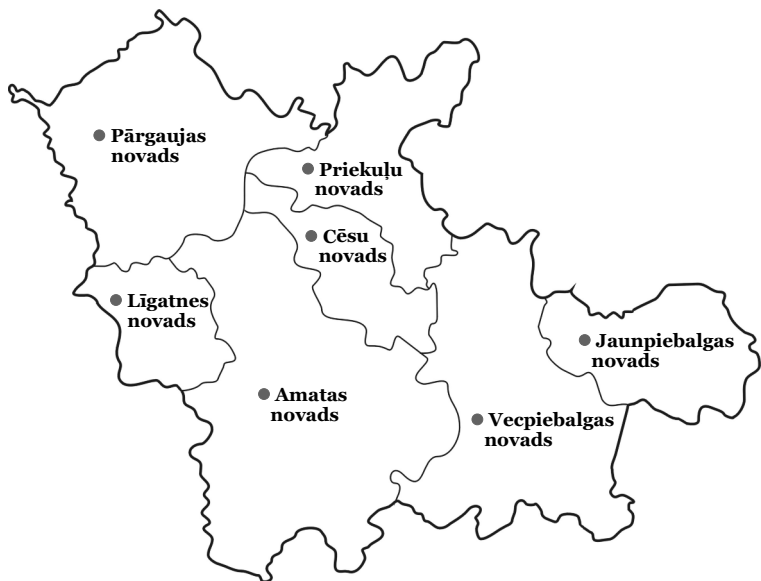 Pārgaujas
novads
Priekuļu
novads
Cēsu
novads
Līgatnes
novads
Jaunpiebalgas
novads
Amatas
novads
Vecpiebalgas
novads